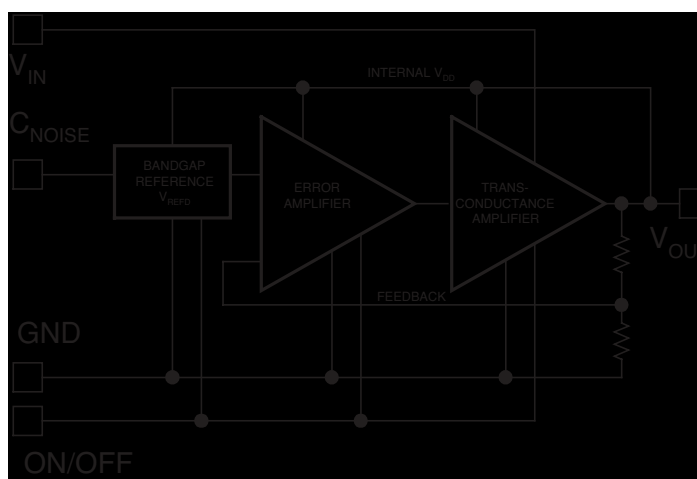 V_IN
INTERNAL V_DD
C_NOISE
BANDGAP
REFERENCE
V_REFD
ERROR
AMPLIFIER
TRANS-
CONDUCTANCE
AMPLIFIER
V_OU
FEEDBACK
GND
ON/OFF